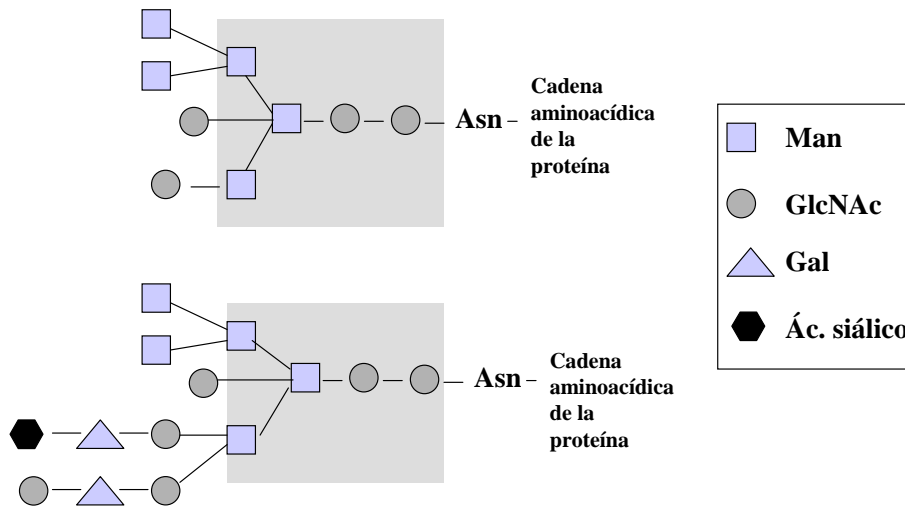 Cadena
aminoacídica
de la
proteína
Asn
Man
GlcNAc
Gal
Ác. siálico
Cadena
aminoacídica
de la
proteína
Asn